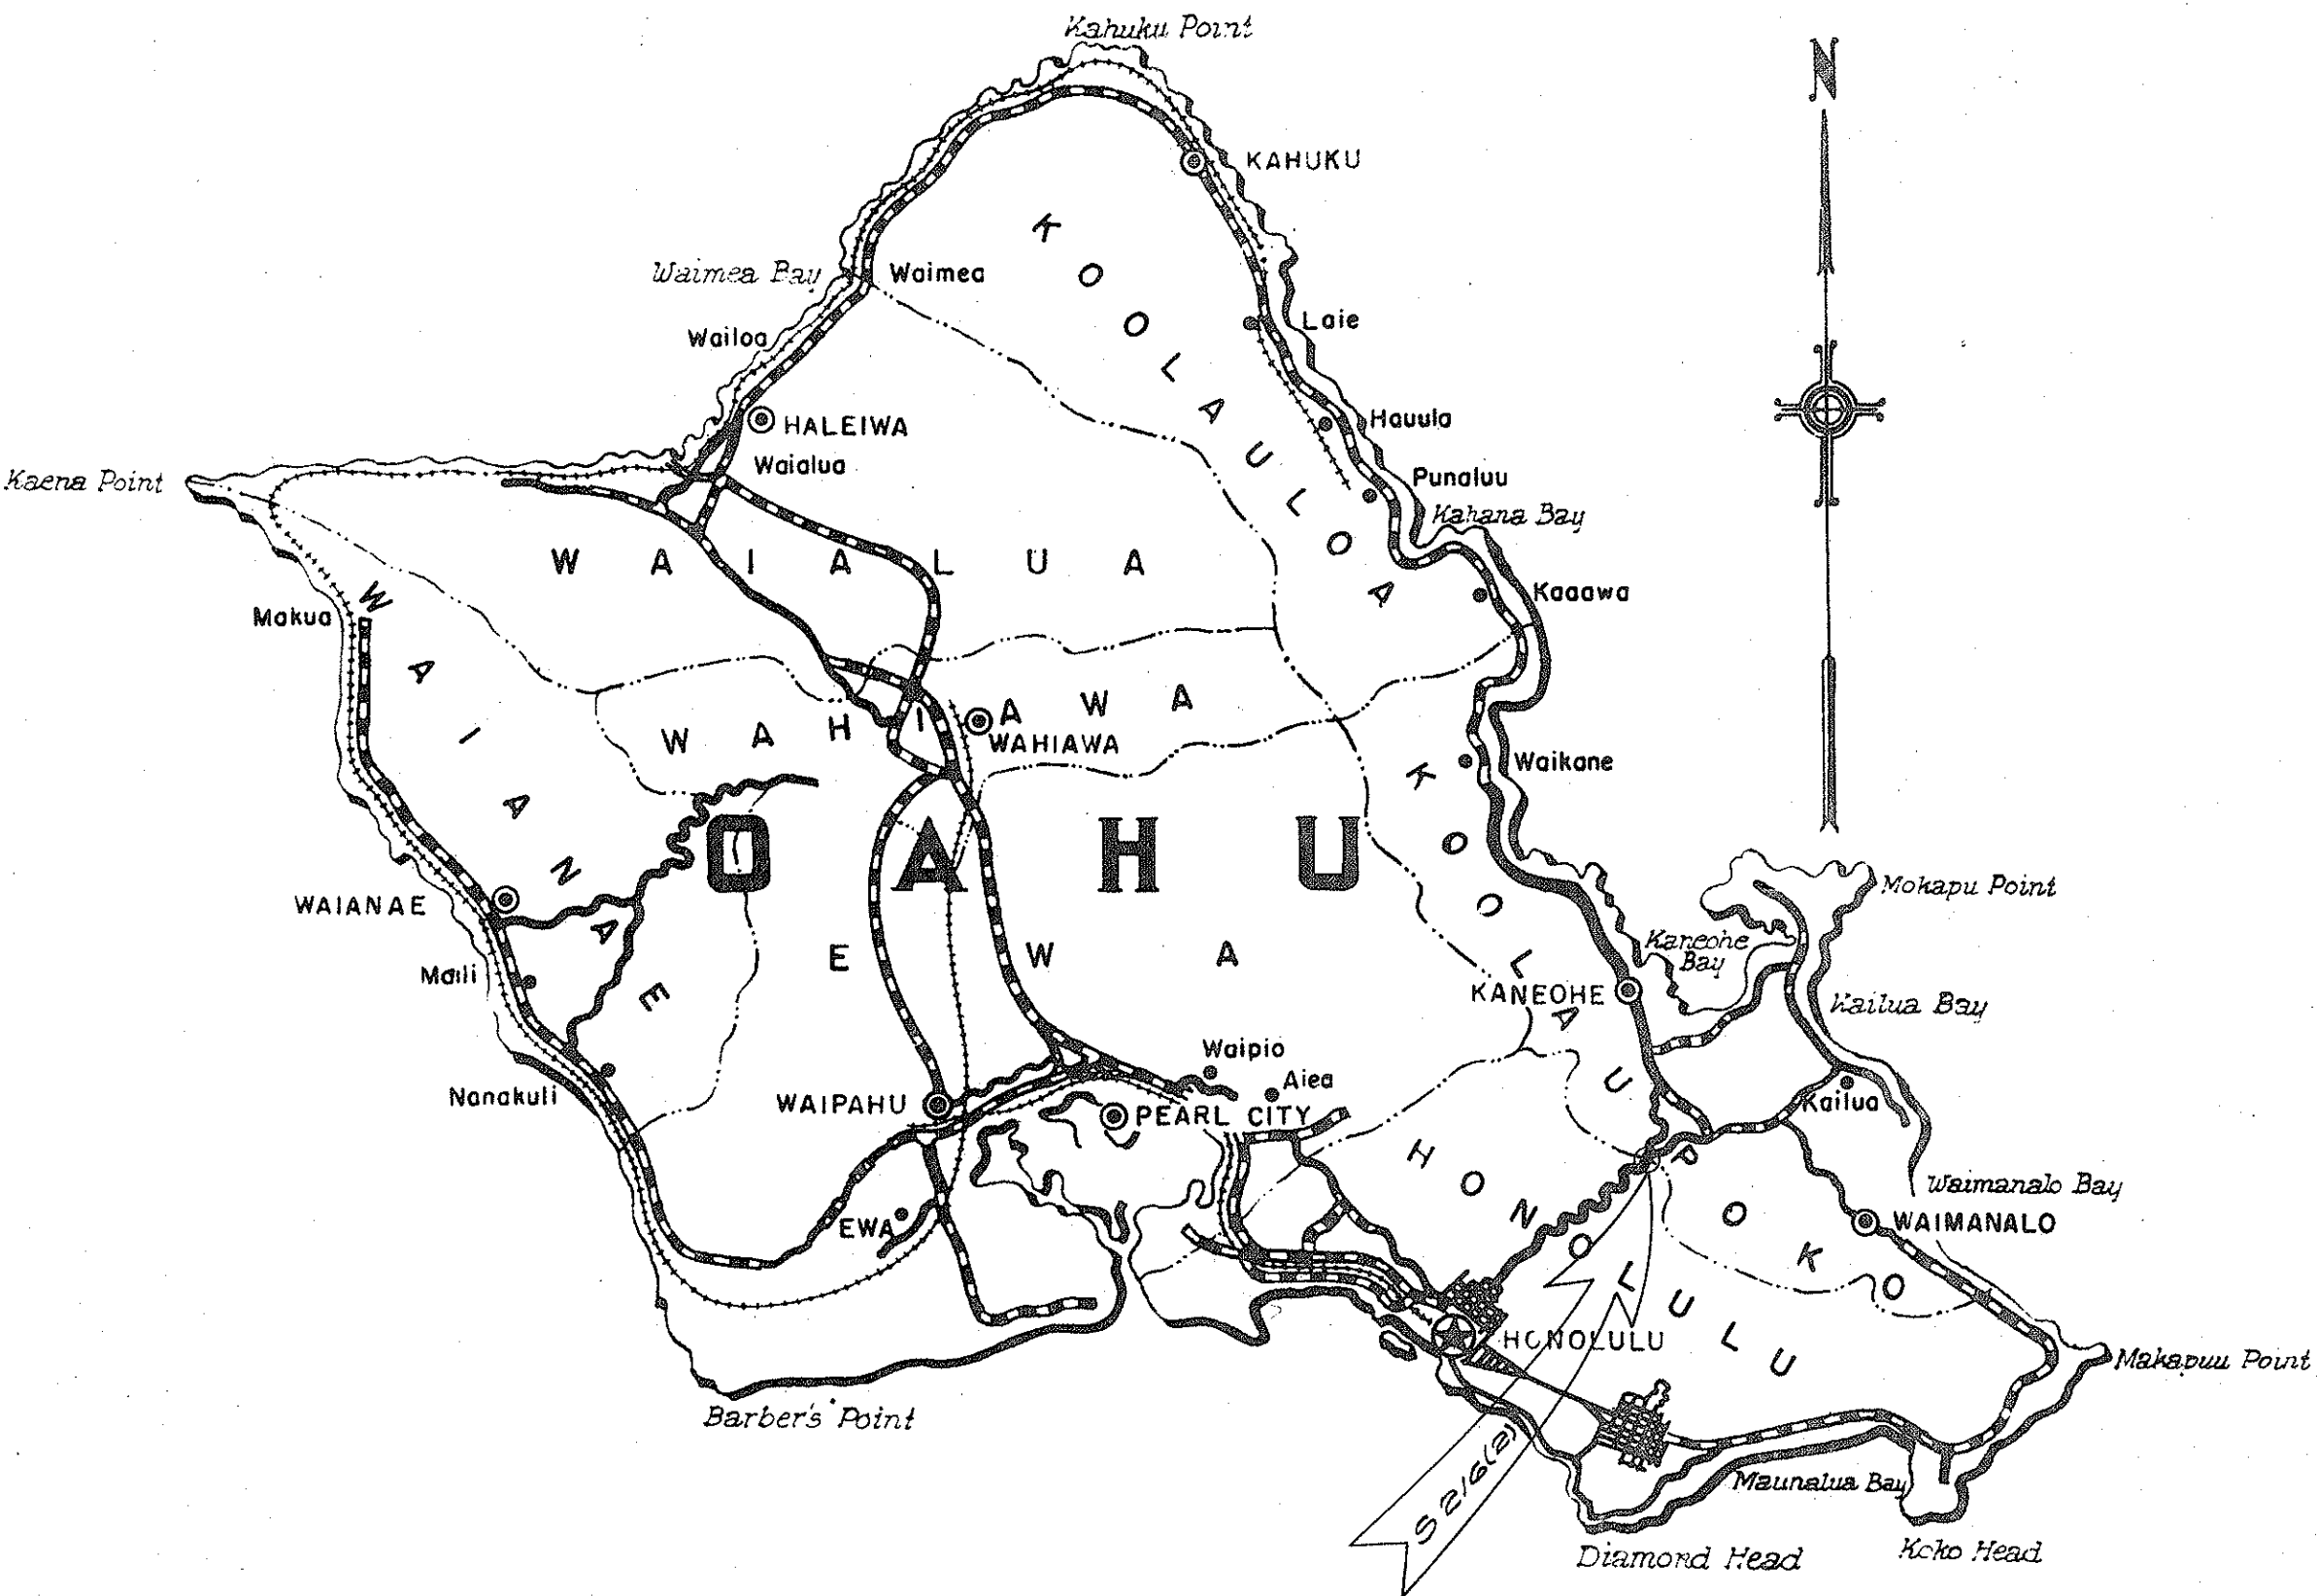 Kahuku Point
N
KAHUKU
KOOLAULOA
Waimea Bay
Waimea
Wailoa
Laie
HALEIWA
Hauula
Waialua
Kaena Point
Punaluu
Kahana Bay
WAIALUA
Kaaawa
Makua
WAIANAE
WAHIAWA
WAHIAWA
Waikane
KOOLAUPOKO
OAHU
Mokapu Point
WAIANAE
Kaneohe
Bay
EWA
Maili
KANEOHE
Kailua Bay
Waipio
Aiea
Nanakuli
WAIPAHU
PEARL CITY
Kailua
HONOLULU
Waimanalo Bay
EWA
WAIMANALO
HONOLULU
Makapuu Point
Barber's Point
S 216(2)
Maunalua Bay
Diamond Head
Koko Head